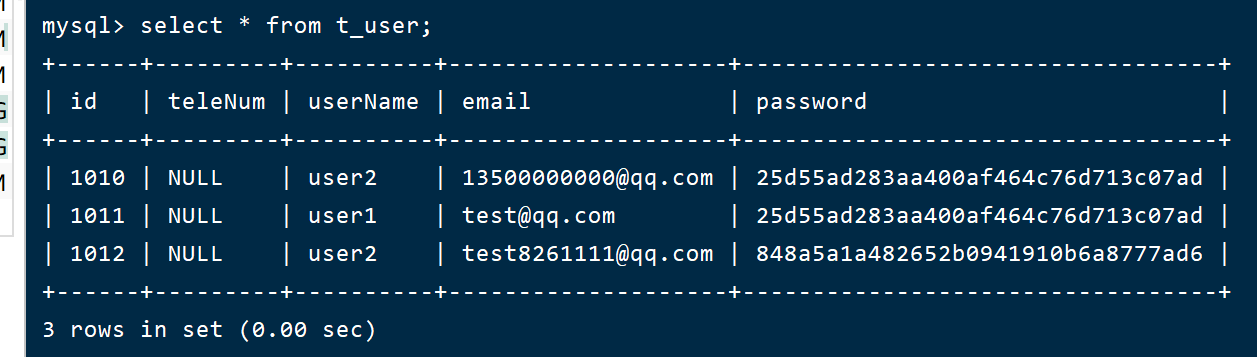 mysql> select * from t_user;
+------+---------+----------+-------------------+----------------------------------+
| id   | teleNum | userName | email             | password                         |
+------+---------+----------+-------------------+----------------------------------+
| 1010 | NULL    | user2    | 13500000000@qq.com | 25d55ad283aa400af464c76d713c07ad |
| 1011 | NULL    | user1    | test@qq.com       | 25d55ad283aa400af464c76d713c07ad |
| 1012 | NULL    | user2    | test8261111@qq.com | 848a5a1a482652b0941910b6a8777ad6 |
+------+---------+----------+-------------------+----------------------------------+
3 rows in set (0.00 sec)